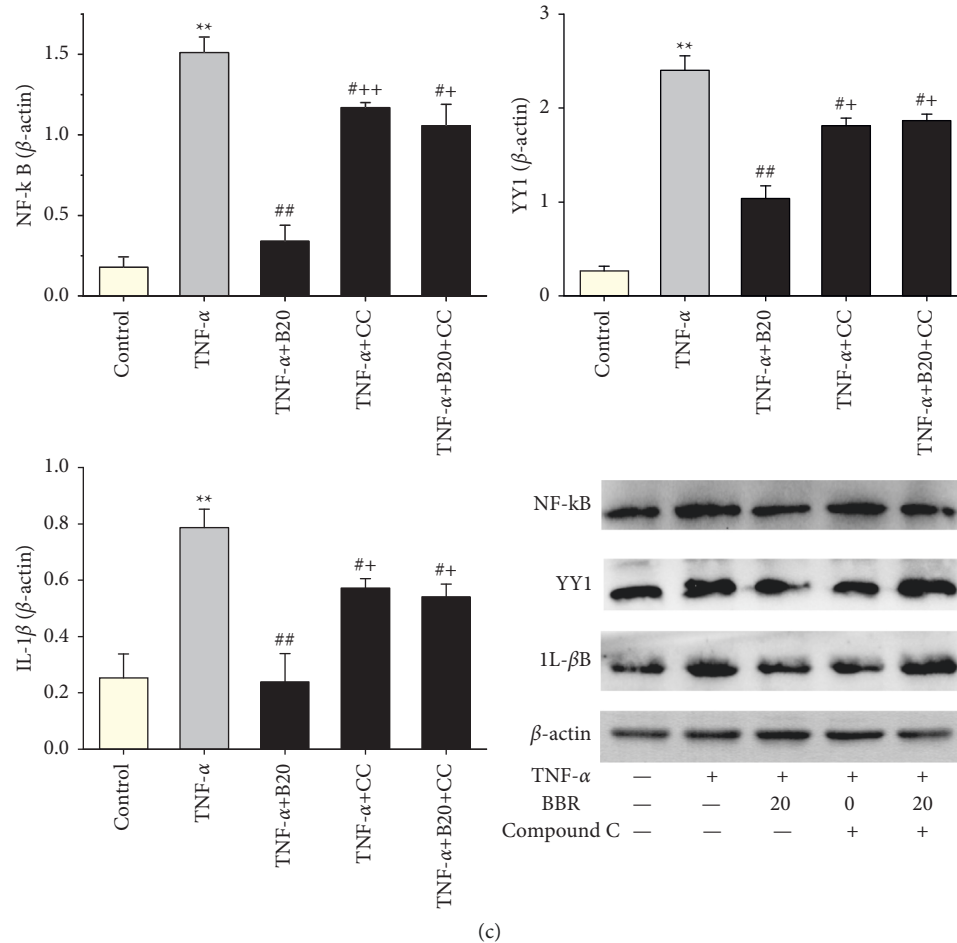 NF-k B (β-actin)
1.5
1.0
0.5
0.0
**
##
#++
#+
Control
TNF-α
TNF-α+B20
TNF-α+CC
TNF-α+B20+CC
YY1 (β-actin)
3
2
1
0
**
##
#+
#+
Control
TNF-α
TNF-α+B20
TNF-α+CC
TNF-α+B20+CC
IL-1β (β-actin)
1.0
0.8
0.6
0.4
0.2
0.0
**
##
#+
#+
Control
TNF-α
TNF-α+B20
TNF-α+CC
TNF-α+B20+CC
NF-kB
YY1
1L-βB
β-actin
TNF-α — + + + +
BBR — — 20 0 20
Compound C — — — + +
(c)